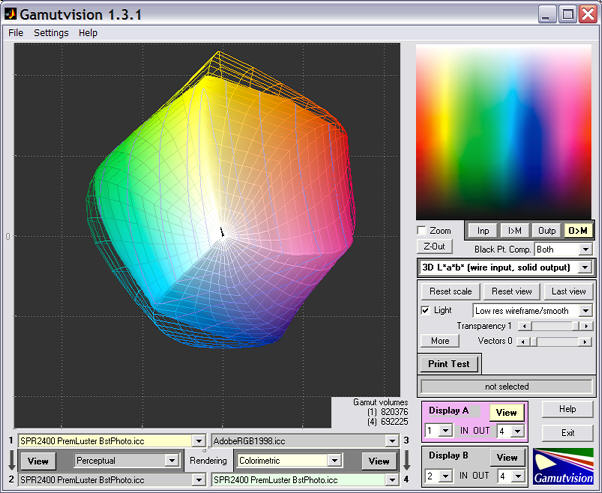 Gamutvision 1.3.1
File Settings Help
0
Zoom
Inp I>M Outp O>M
Z-Out
Black Pt. Comp. Both
3D L*a*b* (wire input, solid output)
Reset scale Reset view Last view
Light Low res wireframe/smooth
Transparency 1
More Vectors 0
Print Test
not selected
Gamut volumes
(1) 820376
(4) 692225
Display A View Help
1 IN OUT 4
Exit
1 SPR2400 PremLuster BstPhoto.icc AdobeRGB1998.icc 3
View Perceptual Rendering Colorimetric View
2 SPR2400 PremLuster BstPhoto.icc SPR2400 PremLuster BstPhoto.icc 4
Display B View
2 IN OUT 4
Gamutvision